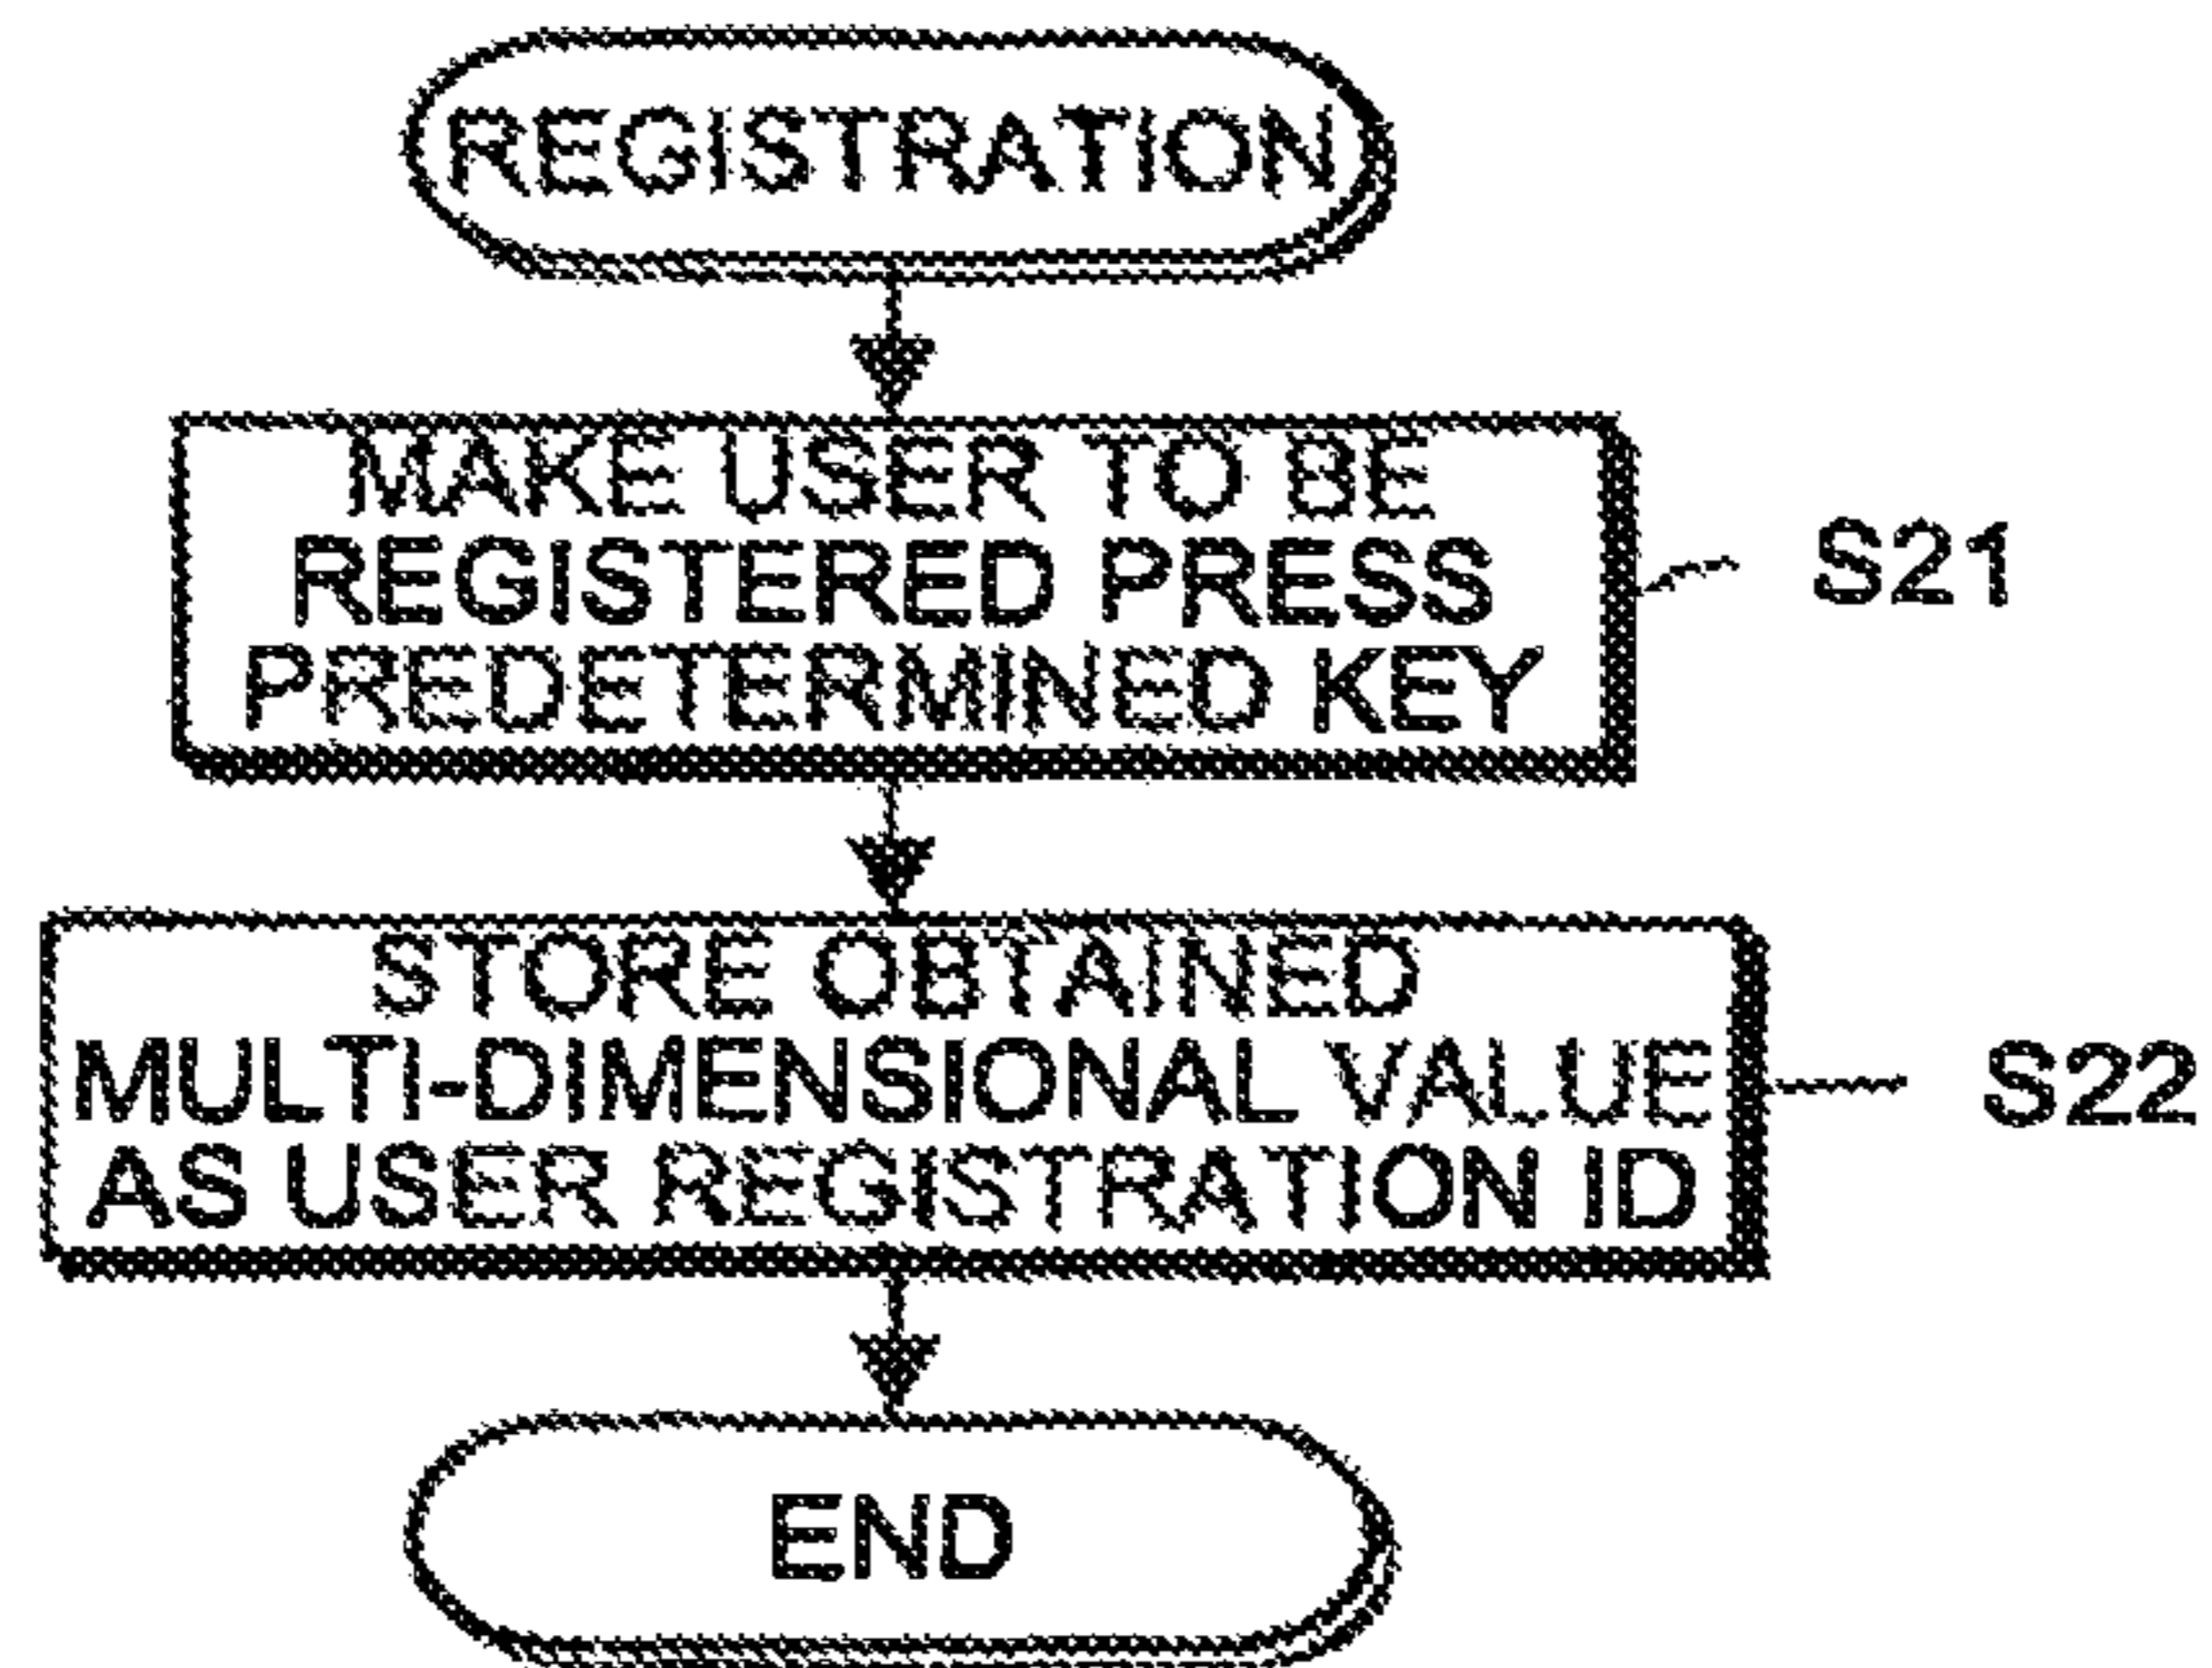 REGISTRATION
MAKE USER TO BE
REGISTERED PRESS
PREDETERMINED KEY
S21
STORE OBTAINED
MULTI-DIMENSIONAL VALUE
AS USER REGISTRATION ID
S22
END